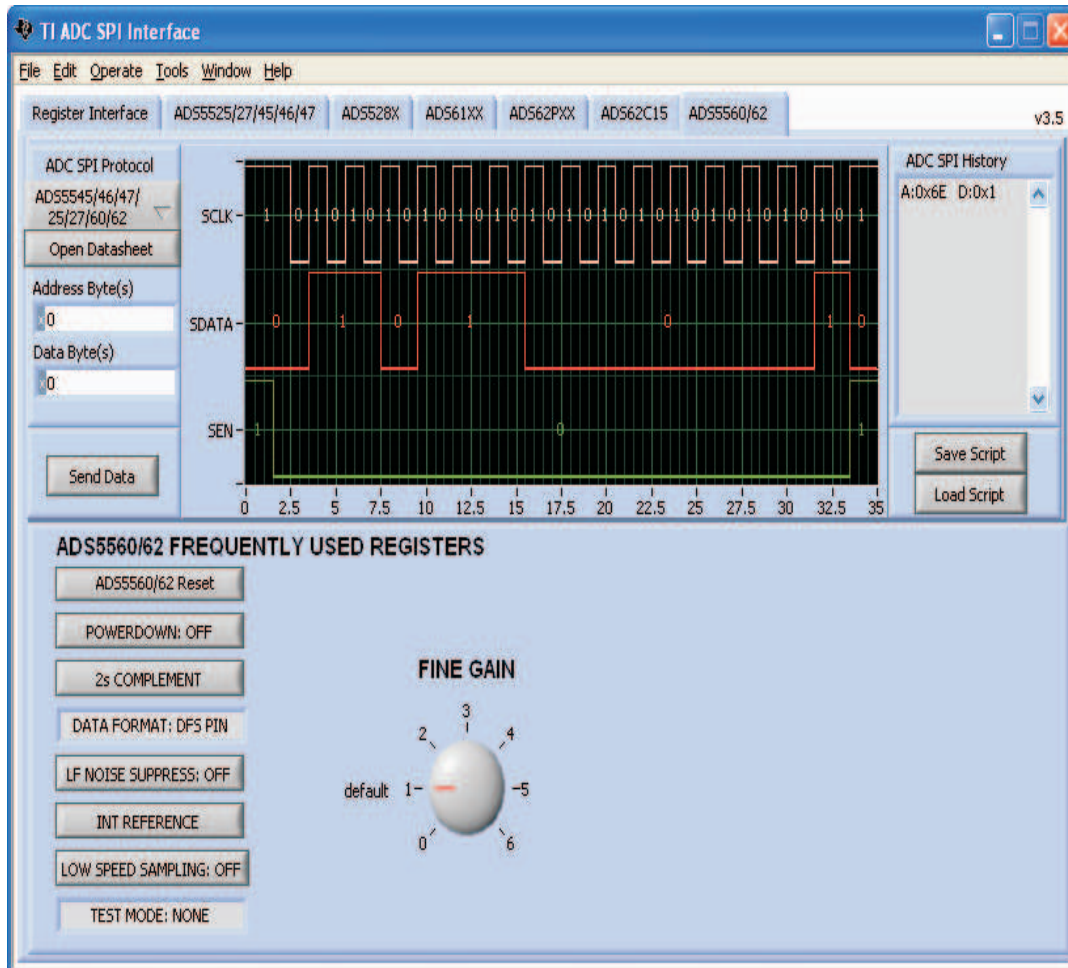 TI ADC SPI Interface
File Edit Operate Tools Window Help
Register Interface ADS5525/27/45/46/47 ADS528X ADS61XX ADS62PXX ADS62C15 ADS5560/62 v3.5
ADC SPI Protocol
ADS5545/46/47/
25/27/60/62
Open Datasheet
Address Byte(s)
x0
Data Byte(s)
x0
Send Data
SCLK 1 0 1 0 1 0 1 0 1 0 1 0 1 0 1 0 1 0 1 0 1 0 1 0 1 0 1 0 1 0 1 0 1
SDATA 0 1 0 1 0 1 0
SEN 1 0 1
0 2.5 5 7.5 10 12.5 15 17.5 20 22.5 25 27.5 30 32.5 35
ADC SPI History
A:0x6E D:0x1
Save Script
Load Script
ADS5560/62 FREQUENTLY USED REGISTERS
ADS5560/62 Reset
POWERDOWN: OFF
2s COMPLEMENT
DATA FORMAT: DFS PIN
LF NOISE SUPPRESS: OFF
INT REFERENCE
LOW SPEED SAMPLING: OFF
TEST MODE: NONE
FINE GAIN
3
2 4
default 1 5
0 6